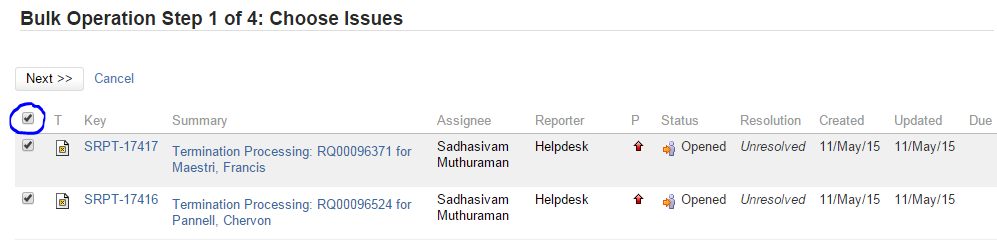 Bulk Operation Step 1 of 4: Choose Issues
Next >> Cancel
T Key Summary Assignee Reporter P Status Resolution Created Updated Due
SRPT-17417 Termination Processing: RQ00096371 for Sadhasivam Helpdesk Opened Unresolved 11/May/15 11/May/15
Maestri, Francis Muthuraman
SRPT-17416 Termination Processing: RQ00096524 for Sadhasivam Helpdesk Opened Unresolved 11/May/15 11/May/15
Pannell, Chervon Muthuraman